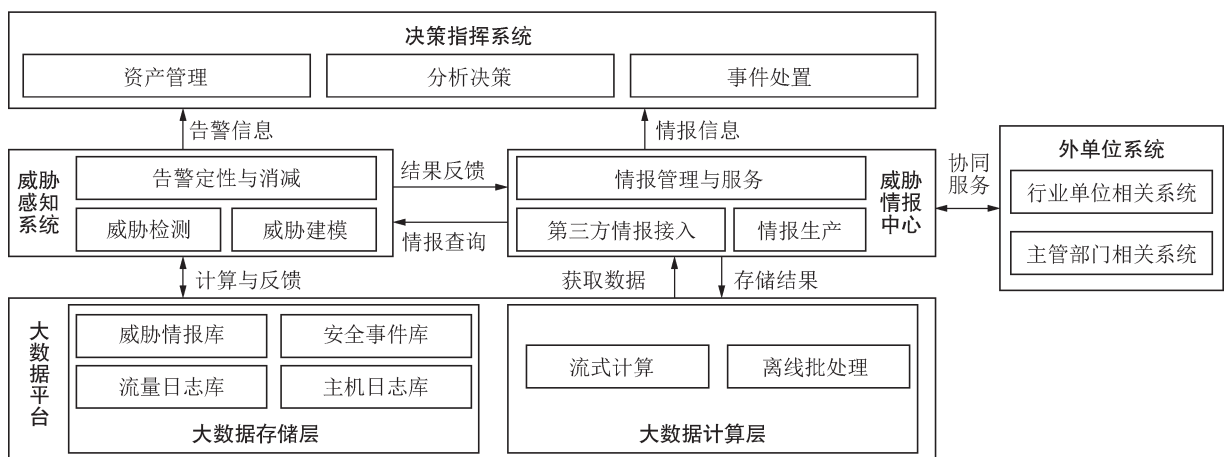 决策指挥系统
资产管理
分析决策
事件处置
告警信息
情报信息
威胁
感知
系统
告警定性与消减
威胁检测
威胁建模
结果反馈
情报查询
情报管理与服务
第三方情报接入
情报生产
威胁
情报
中心
协同
服务
外单位系统
行业单位相关系统
主管部门相关系统
计算与反馈
获取数据
存储结果
大数据平台
威胁情报库
安全事件库
流量日志库
主机日志库
大数据存储层
流式计算
离线批处理
大数据计算层